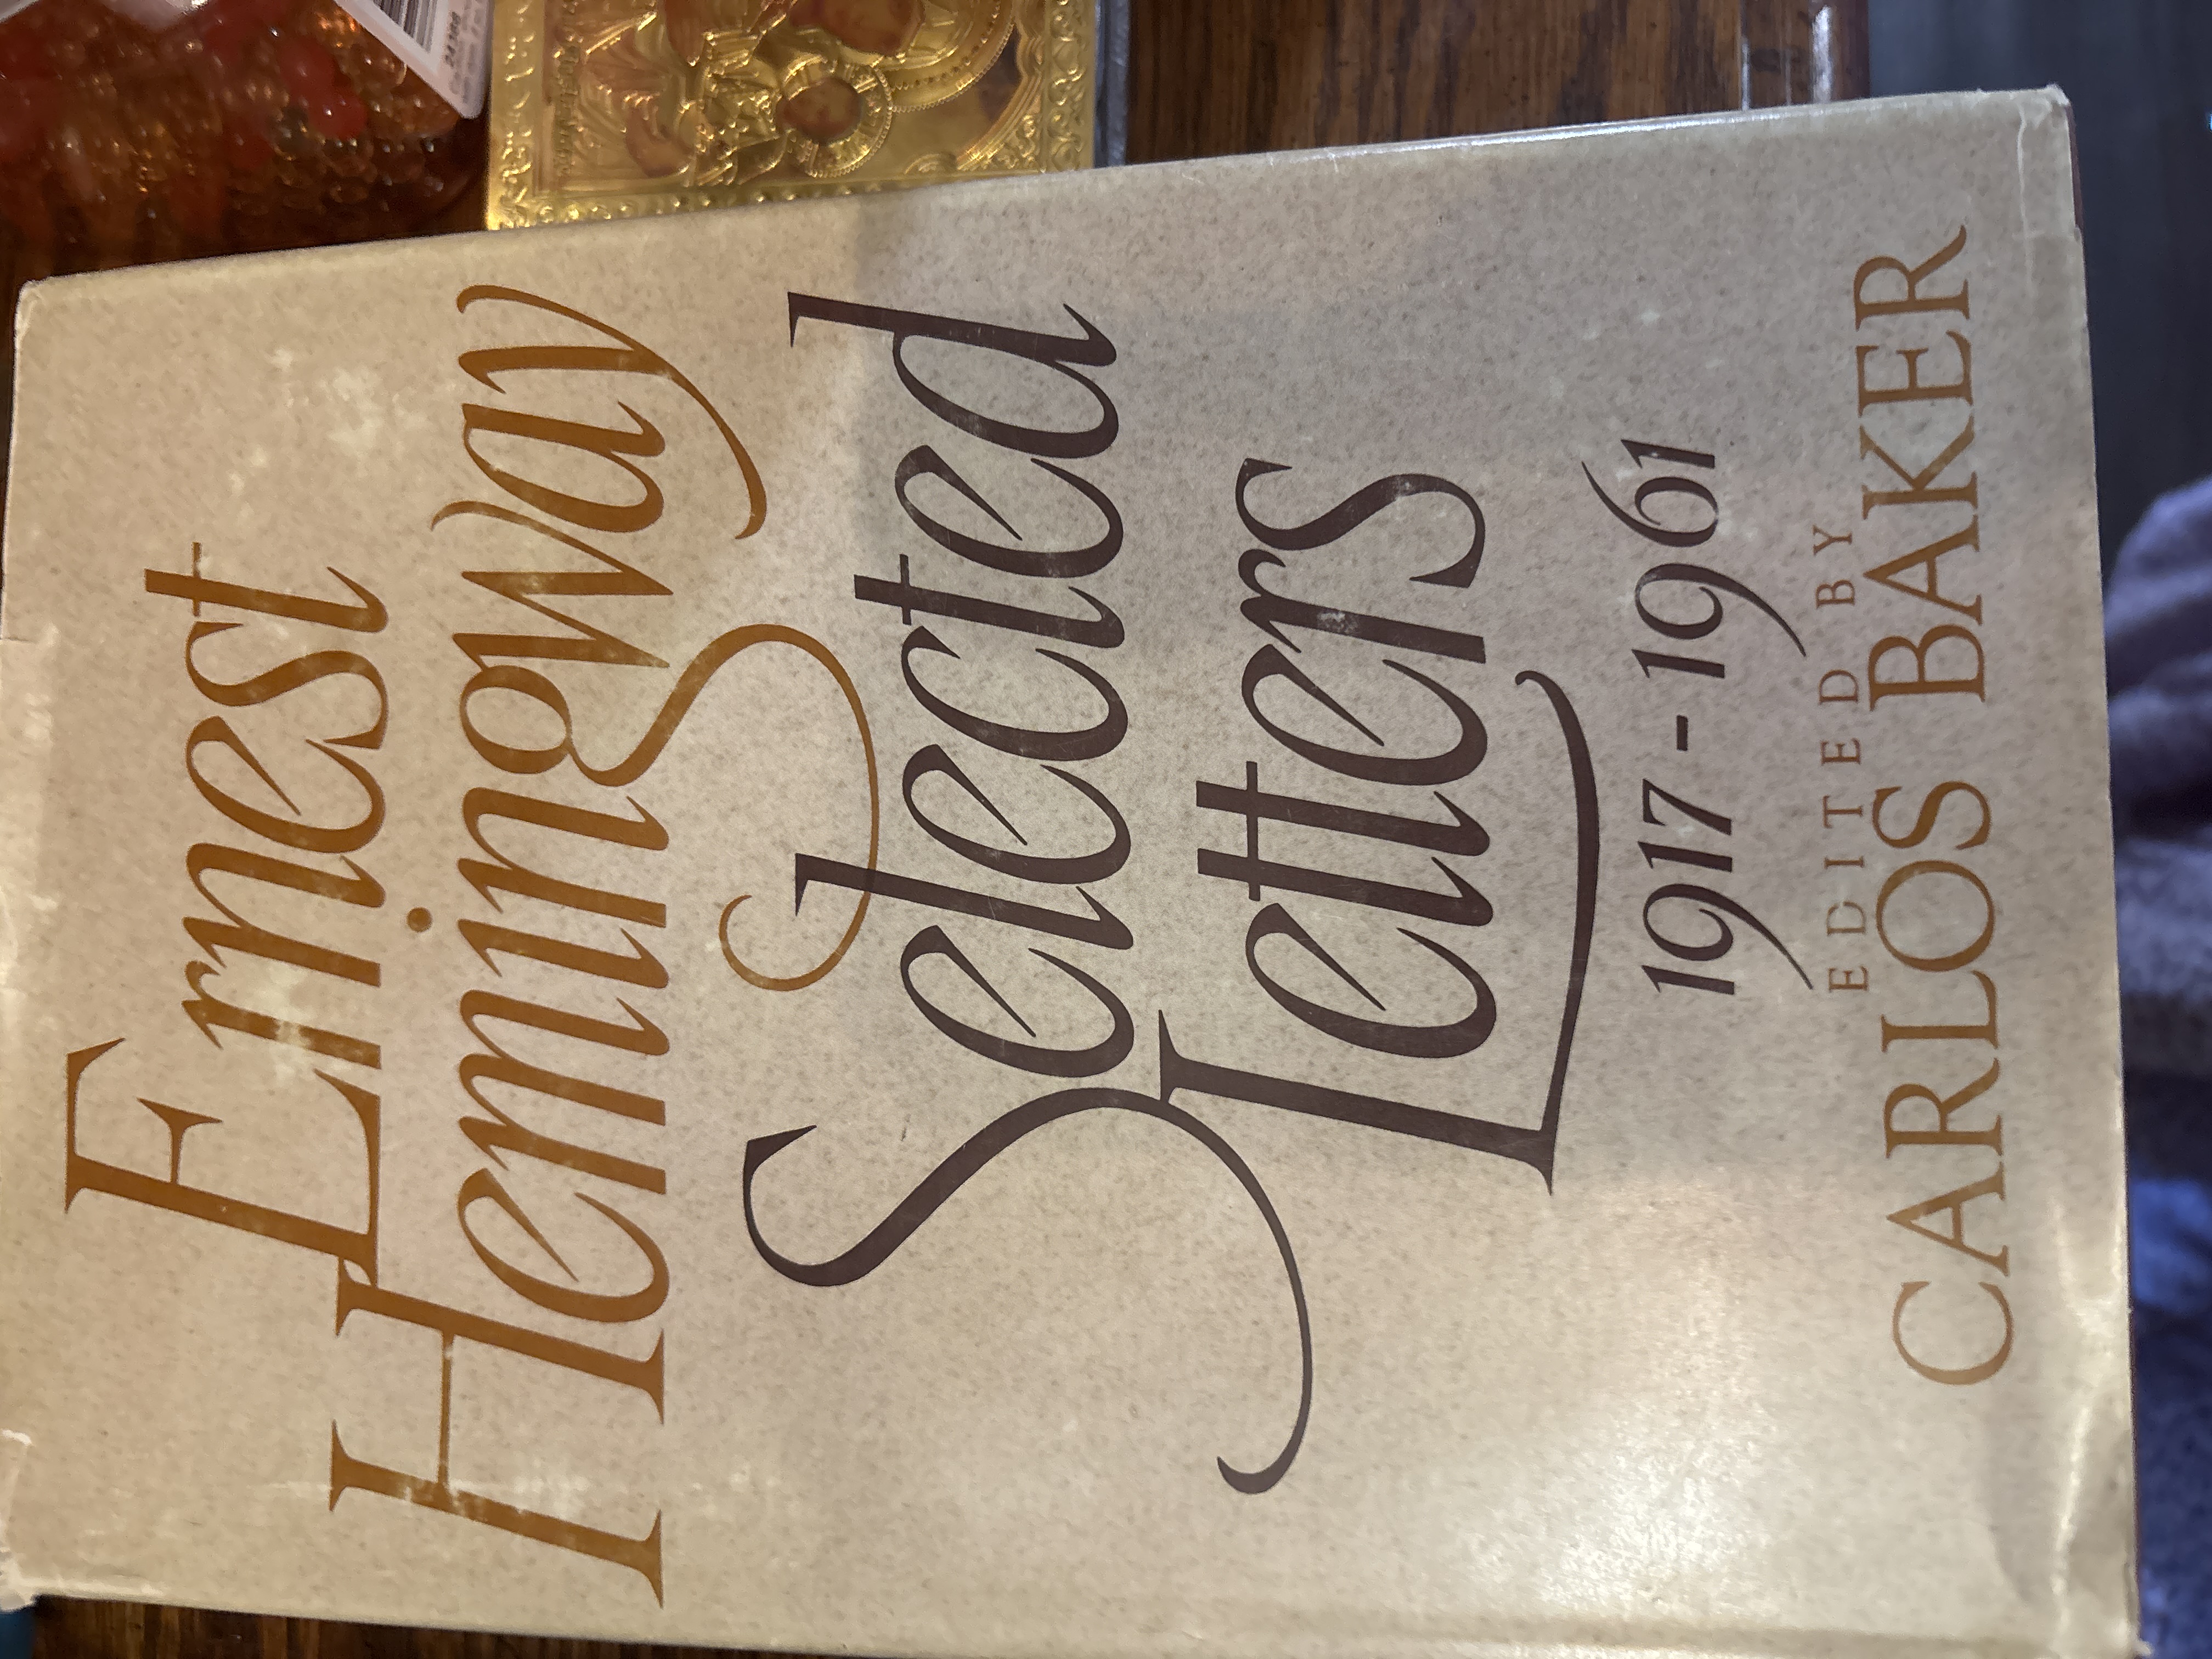 Ernest
Hemingway
Selected
Letters
1917-1961
EDITED BY
CARLOS BAKER